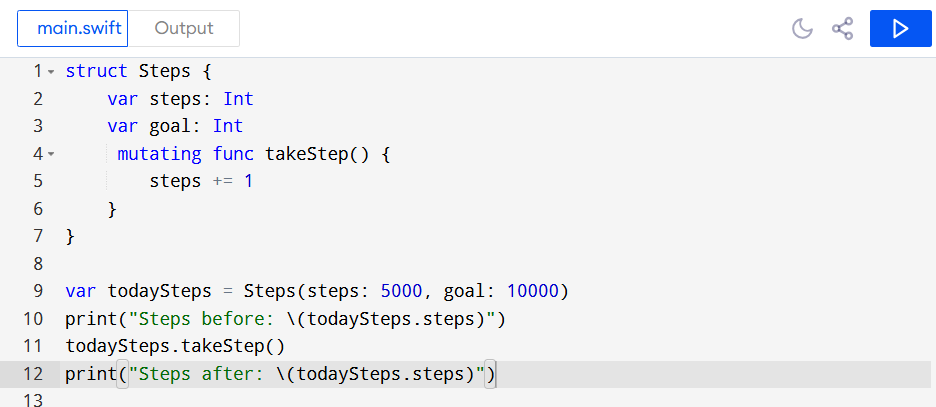 main.swift Output
1 struct Steps {
2     var steps: Int
3     var goal: Int
4      mutating func takeStep() {
5         steps += 1
6     }
7 }
8
9 var todaySteps = Steps(steps: 5000, goal: 10000)
10 print("Steps before: \(todaySteps.steps)")
11 todaySteps.takeStep()
12 print("Steps after: \(todaySteps.steps)")
13